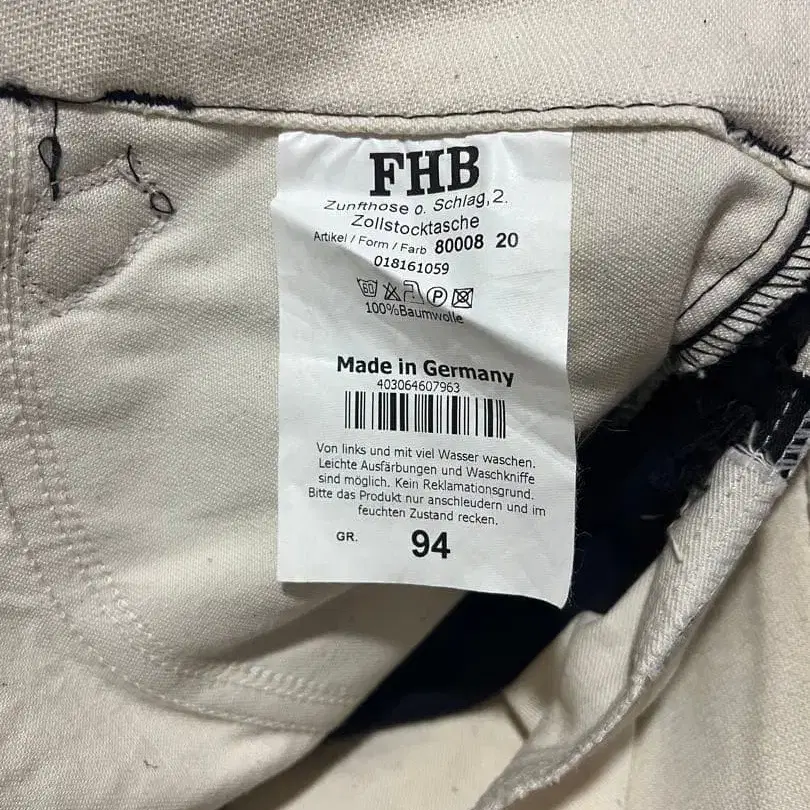 FHB
Zunfthose o. Schlag,2.
Zollstocktasche
Artikel / Form / Farb 80008 20
018161059
60 P
100%Baumwolle
Made in Germany
403064607963
Von links und mit viel Wasser waschen.
Leichte Ausfärbungen und Waschkniffe
sind möglich. Kein Reklamationsgrund.
Bitte das Produkt nur anschleudern und im
feuchten Zustand recken.
GR. 94